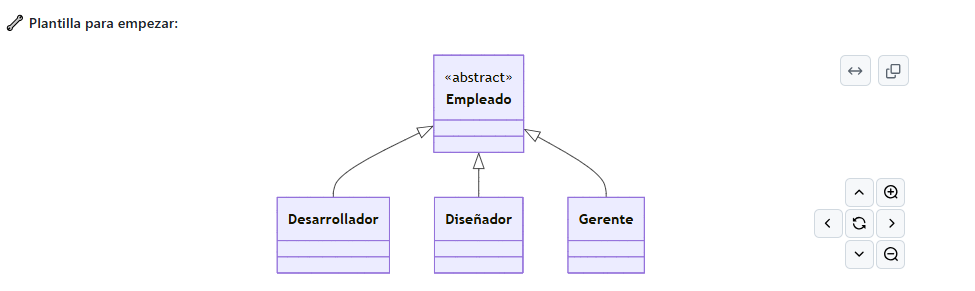 Plantilla para empezar:
«abstract»
Empleado
Desarrollador
Diseñador
Gerente